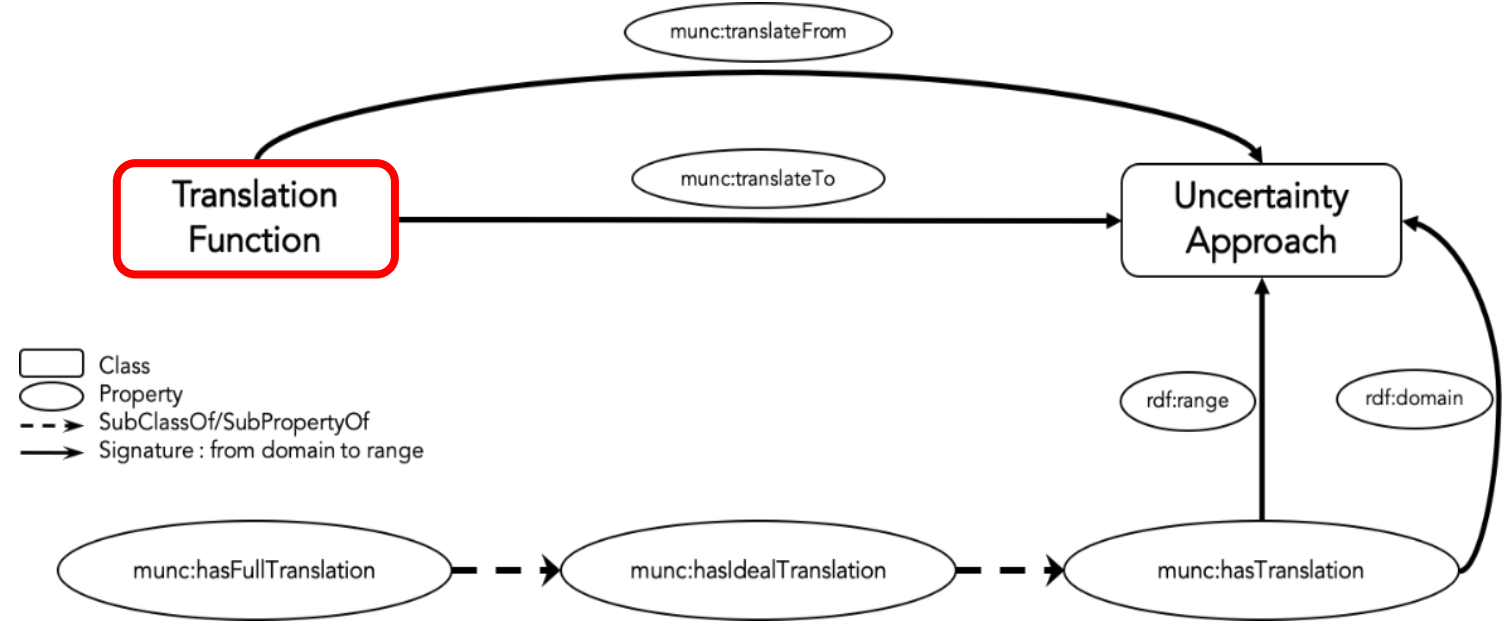 munc:translateFrom
munc:translateTo
Translation
Function
Uncertainty
Approach
Class
Property
SubClassOf/SubPropertyOf
Signature : from domain to range
rdf:range
rdf:domain
munc:hasFullTranslation
munc:hasIdealTranslation
munc:hasTranslation